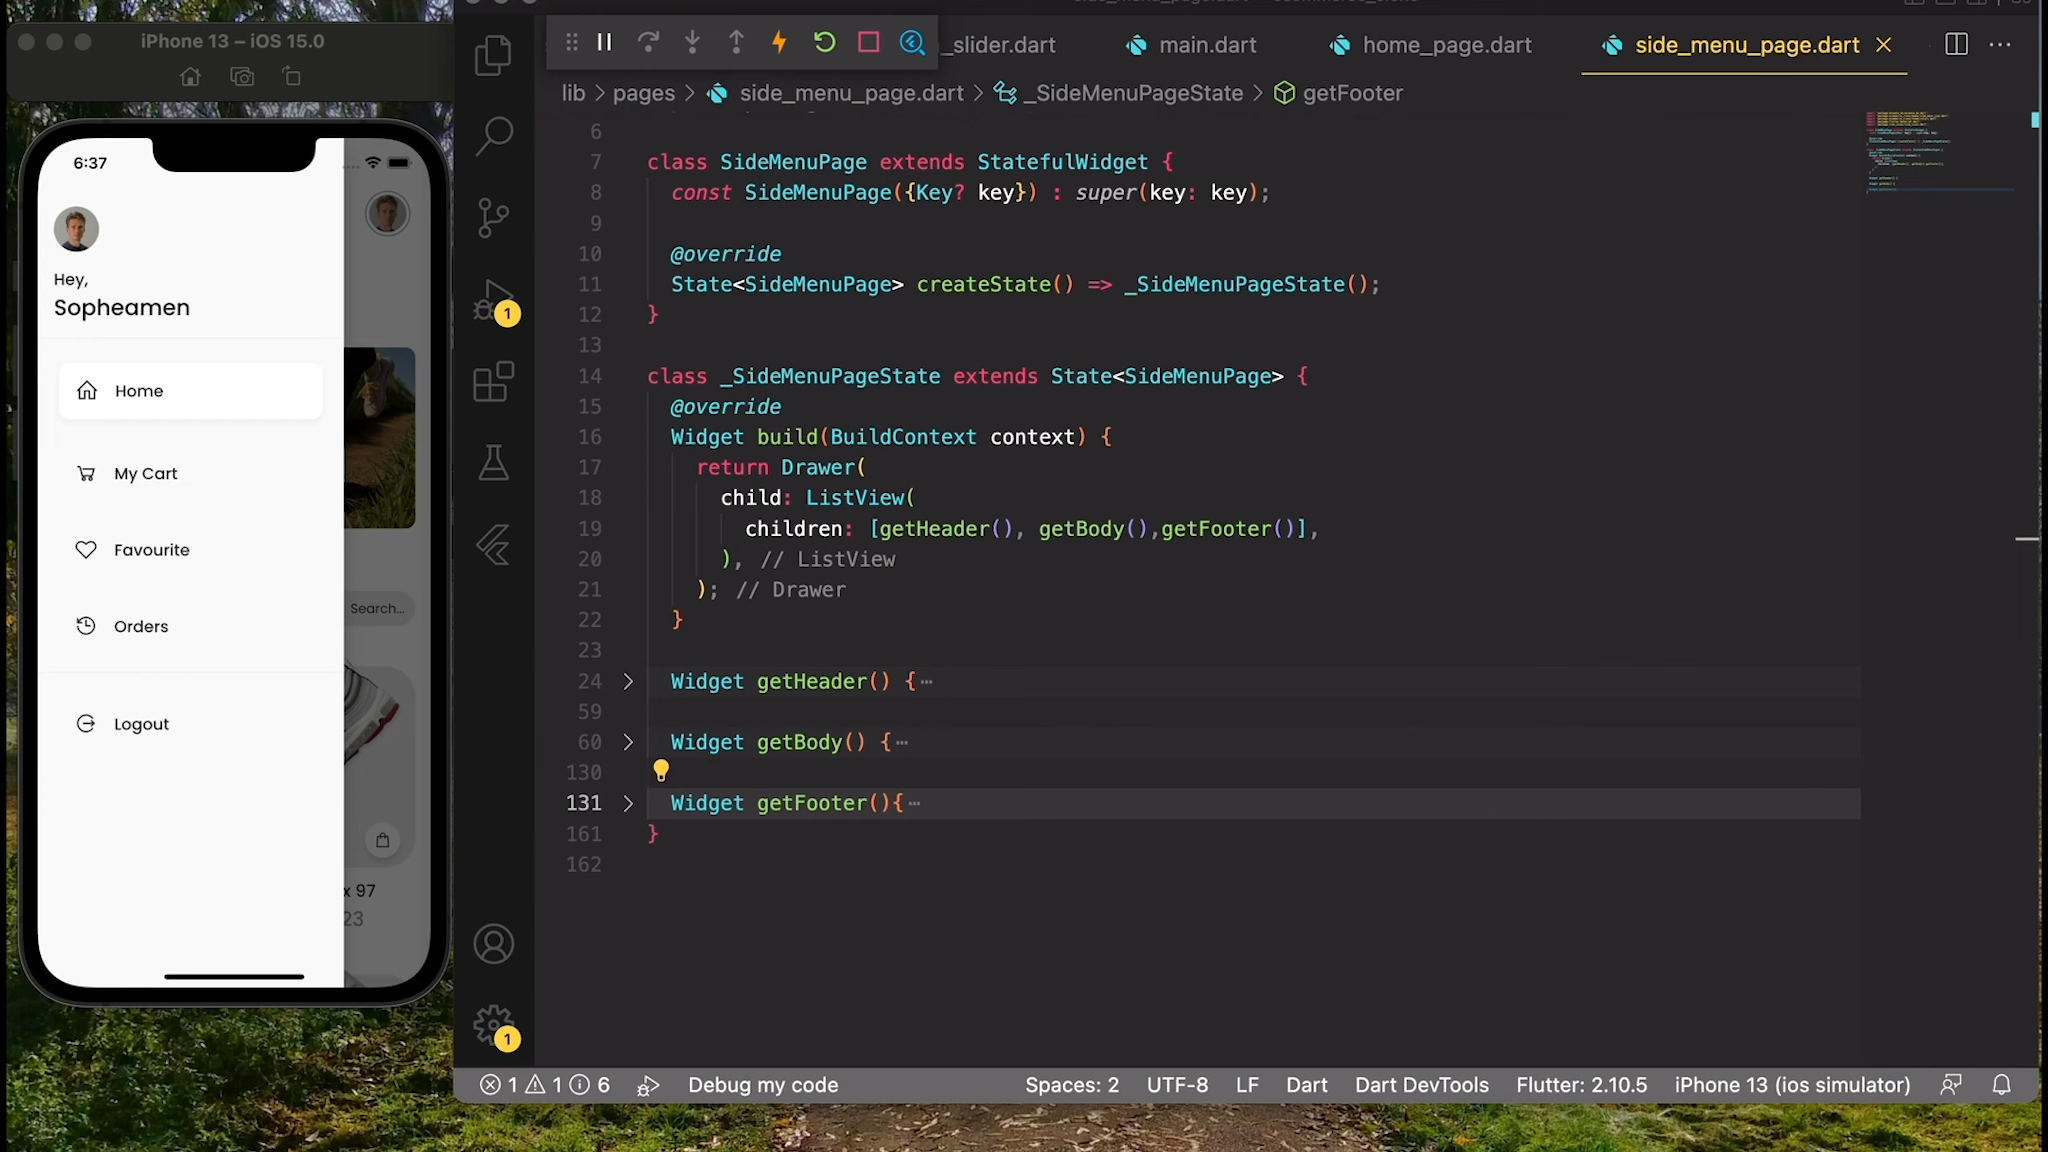 iPhone 13 – iOS 15.0
6:37
Hey,
Sopheamen
Home
My Cart
Favourite
Orders
Logout
Search...
x 97
23
_slider.dart
main.dart
home_page.dart
side_menu_page.dart
lib > pages > side_menu_page.dart > _SideMenuPageState > getFooter
6
7 class SideMenuPage extends StatefulWidget {
8 const SideMenuPage({Key? key}) : super(key: key);
9
10 @override
11 State<SideMenuPage> createState() => _SideMenuPageState();
12 }
13
14 class _SideMenuPageState extends State<SideMenuPage> {
15 @override
16 Widget build(BuildContext context) {
17 return Drawer(
18 child: ListView(
19 children: [getHeader(), getBody(),getFooter()],
20 ), // ListView
21 ); // Drawer
22 }
23
24 Widget getHeader() {…
59
60 Widget getBody() {…
130
131 Widget getFooter(){…
161 }
162
1
1
1 1 6 Debug my code Spaces: 2 UTF-8 LF Dart Dart DevTools Flutter: 2.10.5 iPhone 13 (ios simulator)